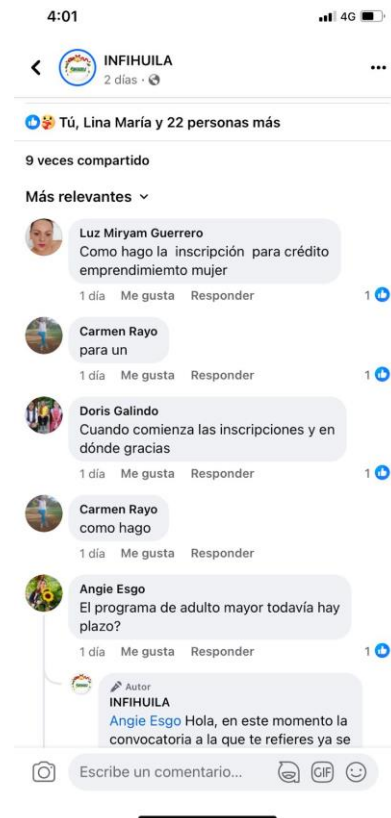 4:01
4G
INFIHUILA
2 días ·
Tú, Lina María y 22 personas más
9 veces compartido
Más relevantes
Luz Miryam Guerrero
Como hago la inscripción para crédito
emprendimiemto mujer
1 día Me gusta Responder 1
Carmen Rayo
para un
1 día Me gusta Responder 1
Doris Galindo
Cuando comienza las inscripciones y en
dónde gracias
1 día Me gusta Responder 1
Carmen Rayo
como hago
1 día Me gusta Responder
Angie Esgo
El programa de adulto mayor todavía hay
plazo?
1 día Me gusta Responder 1
Autor
INFIHUILA
Angie Esgo Hola, en este momento la
convocatoria a la que te refieres ya se
Escribe un comentario... GIF